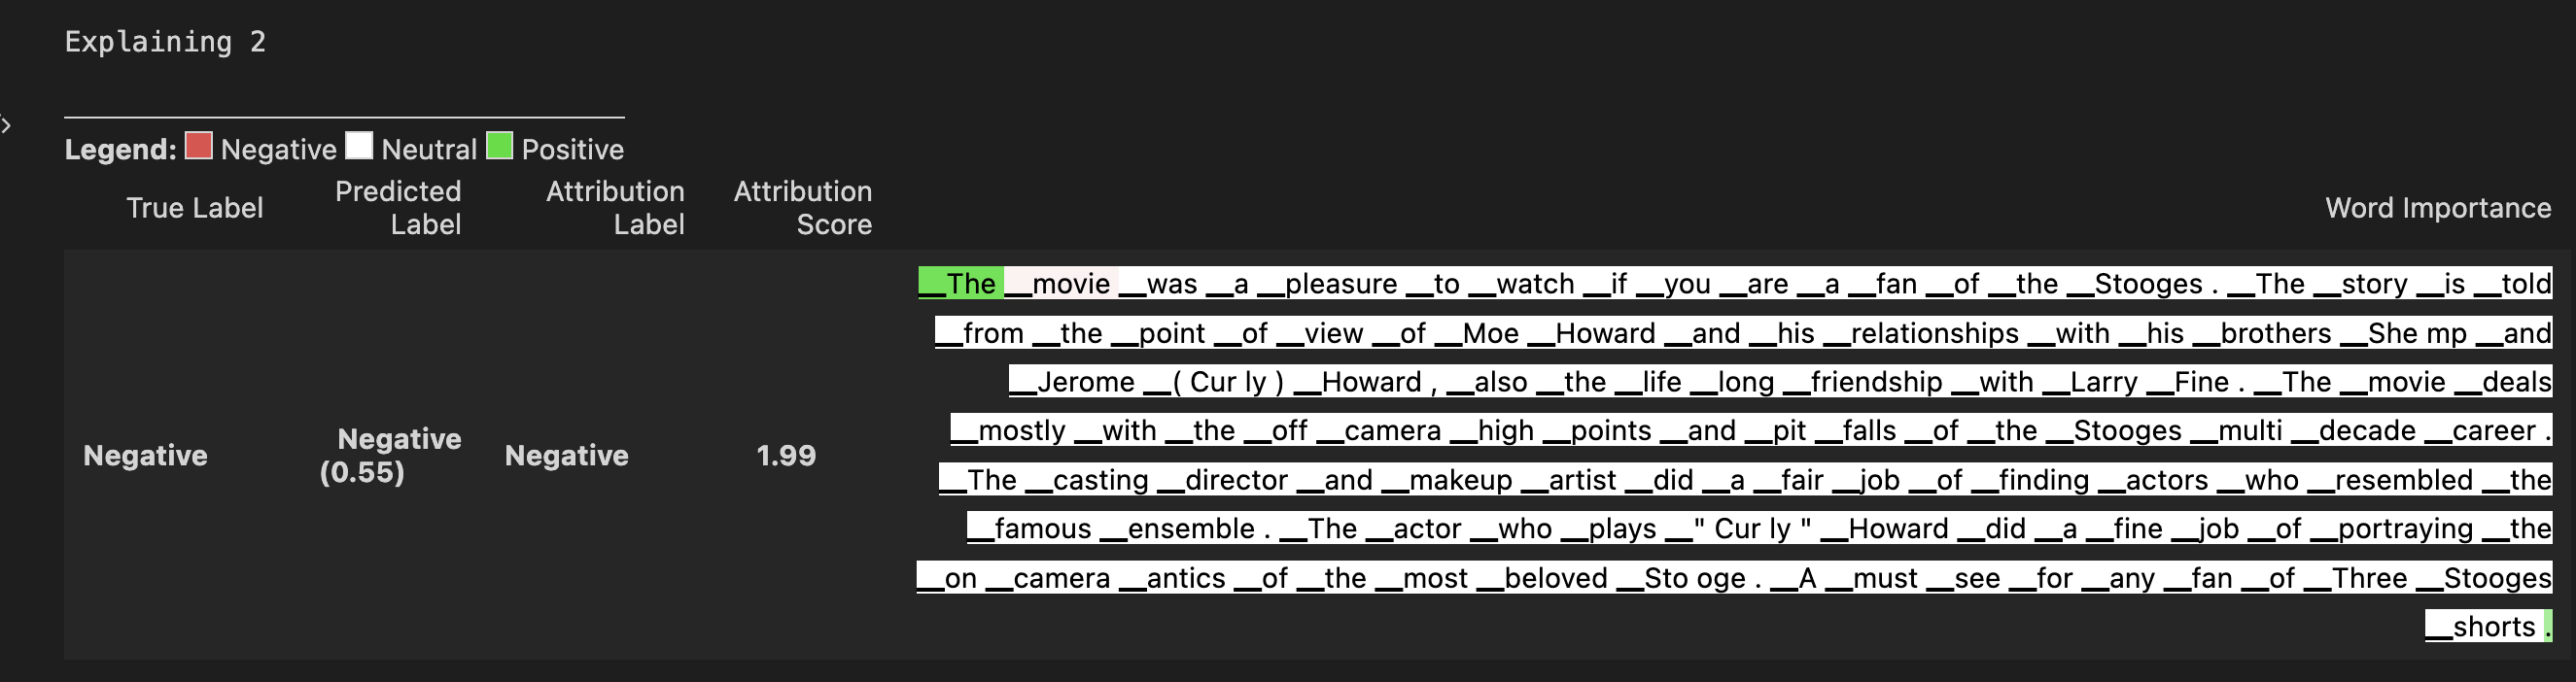 Explaining 2
Legend: Negative Neutral Positive
True Label Predicted Label Attribution Label Attribution Score Word Importance
Negative Negative (0.55) Negative 1.99
__The __movie __was __a __pleasure __to __watch __if __you __are __a __fan __of __the __Stooges . __The __story __is __told
__from __the __point __of __view __of __Moe __Howard __and __his __relationships __with __his __brothers __She mp __and
__Jerome __( Cur ly ) __Howard , __also __the __life __long __friendship __with __Larry __Fine . __The __movie __deals
__mostly __with __the __off __camera __high __points __and __pit __falls __of __the __Stooges __multi __decade __career .
__The __casting __director __and __makeup __artist __did __a __fair __job __of __finding __actors __who __resembled __the
__famous __ensemble . __The __actor __who __plays __" Cur ly " __Howard __did __a __fine __job __of __portraying __the
__on __camera __antics __of __the __most __beloved __Sto oge . __A __must __see __for __any __fan __of __Three __Stooges
__shorts .